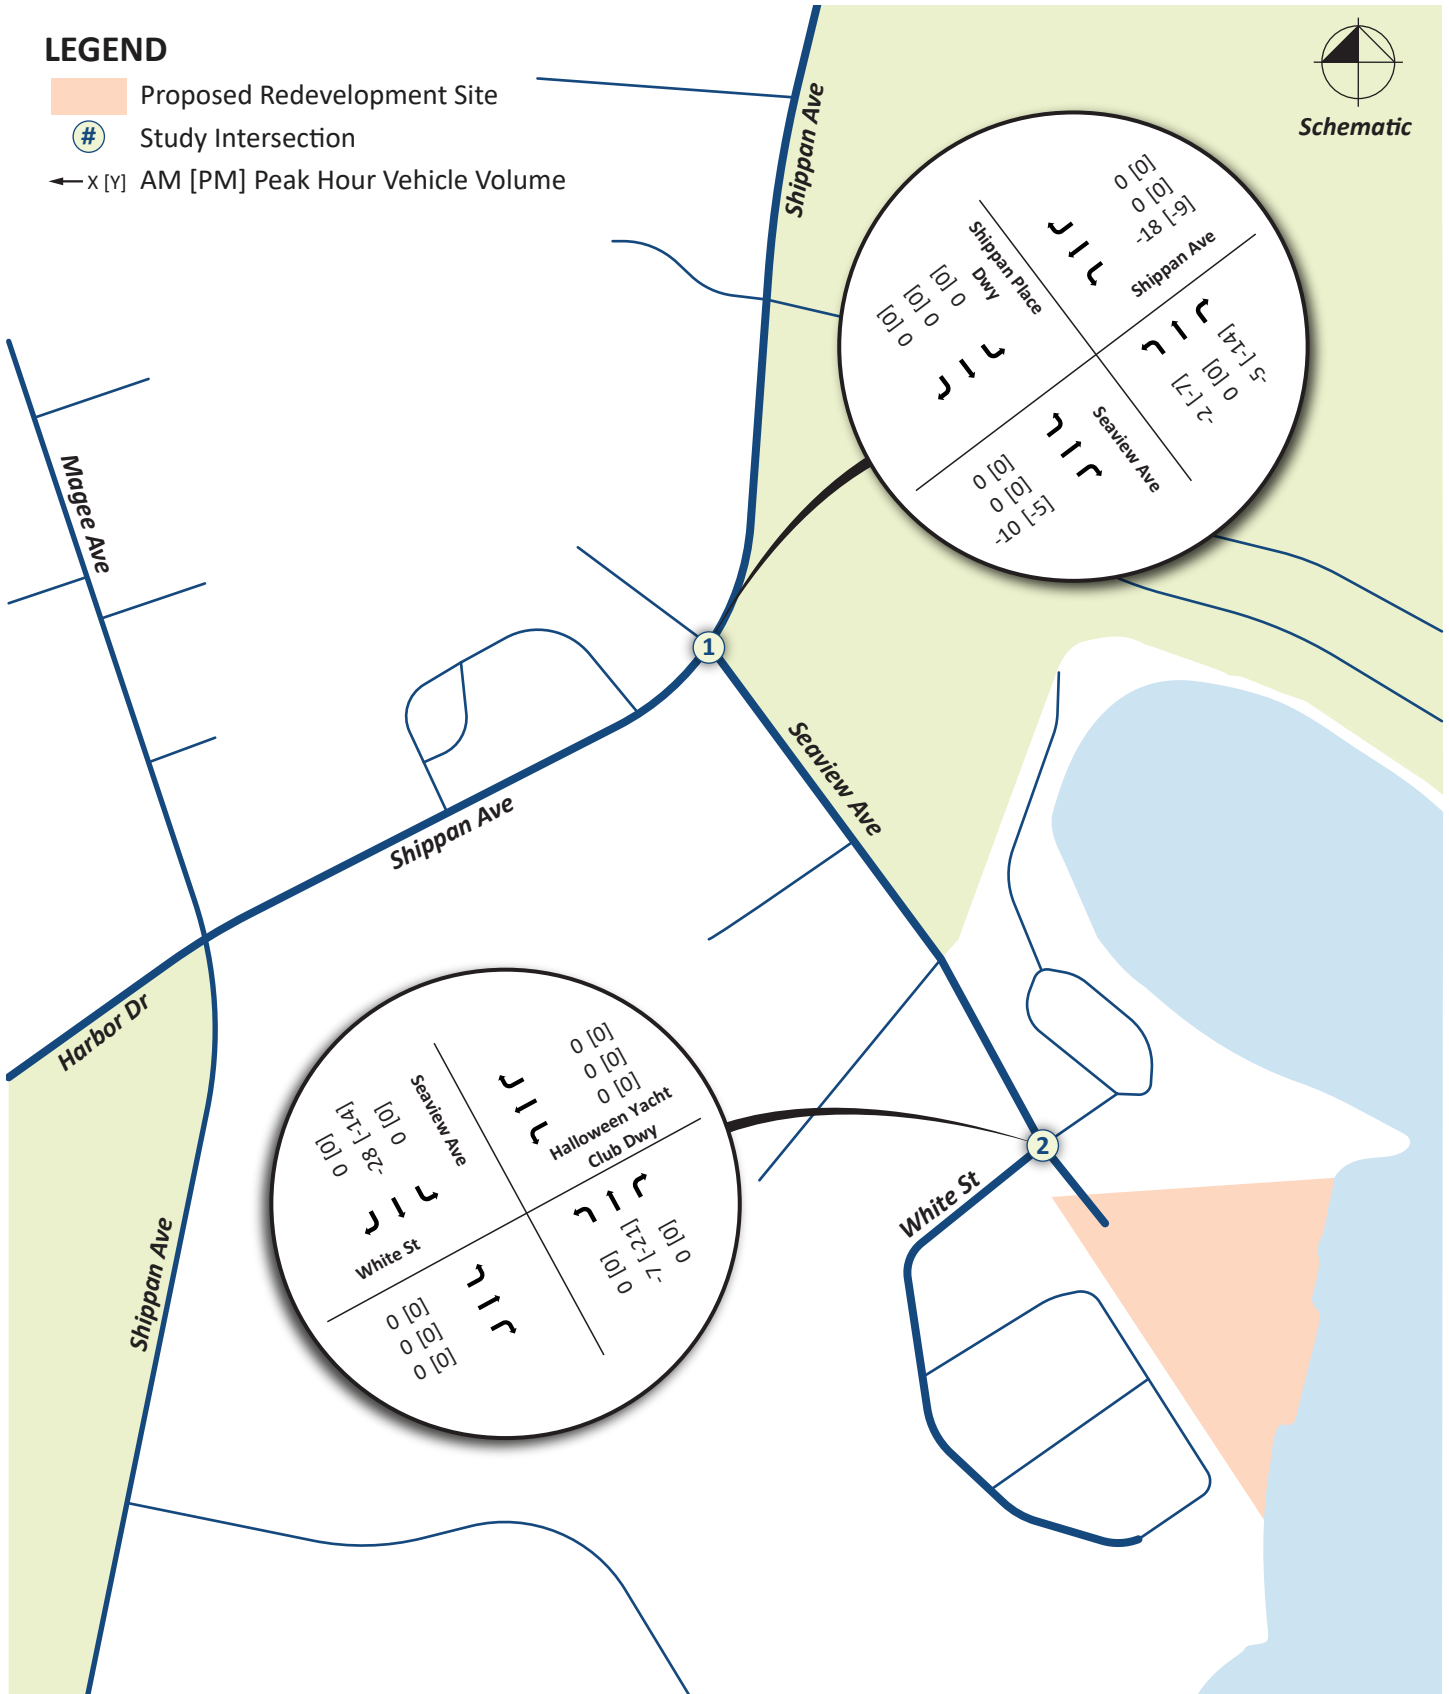 LEGEND
Proposed Redevelopment Site
# Study Intersection
X [Y] AM [PM] Peak Hour Vehicle Volume
Schematic
Shippan Ave
0 [0]
0 [0]
-18 [-9]
Shippan Ave
Shippan Place
Dwy
0 [0]
0 [0]
0 [0]
-5 [-14]
0 [0]
-2 [-7]
Seaview Ave
0 [0]
0 [0]
-10 [-5]
Magee Ave
1
Seaview Ave
Shippan Ave
Harbor Dr
0 [0]
0 [0]
0 [0]
Halloween Yacht
Club Dwy
Seaview Ave
0 [0]
-28 [-14]
0 [0]
White St
0 [0]
-7 [-21]
0 [0]
0 [0]
0 [0]
0 [0]
2
White St
Shippan Ave